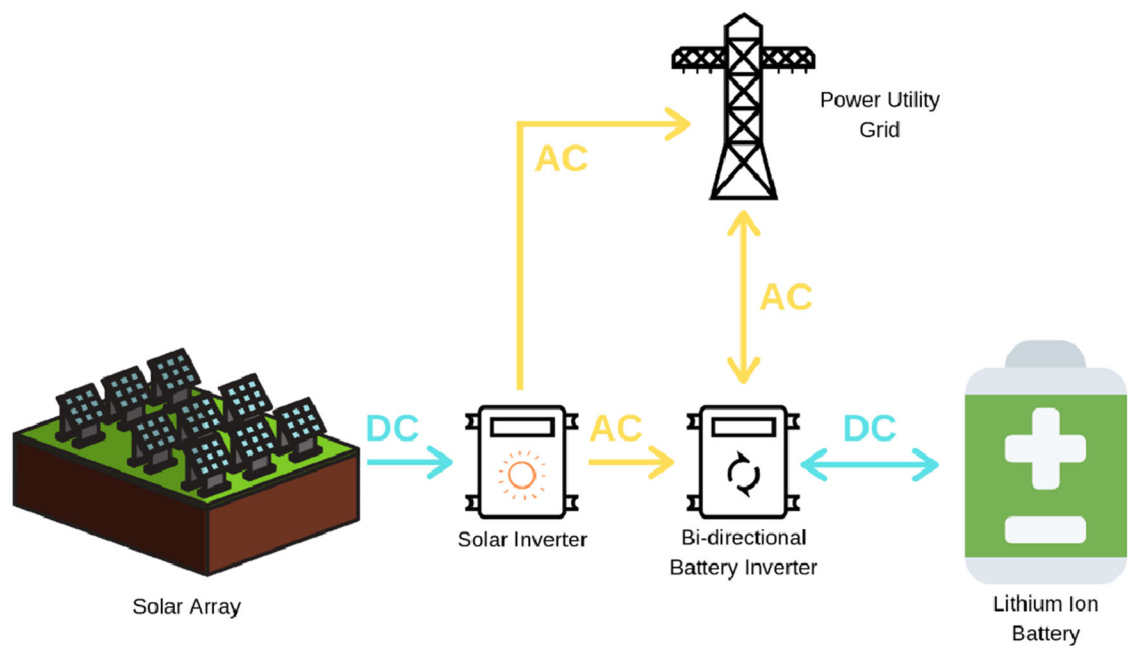 Power Utility
Grid
AC
AC
DC
AC
DC
Solar Inverter
Bi-directional
Battery Inverter
Solar Array
Lithium Ion
Battery